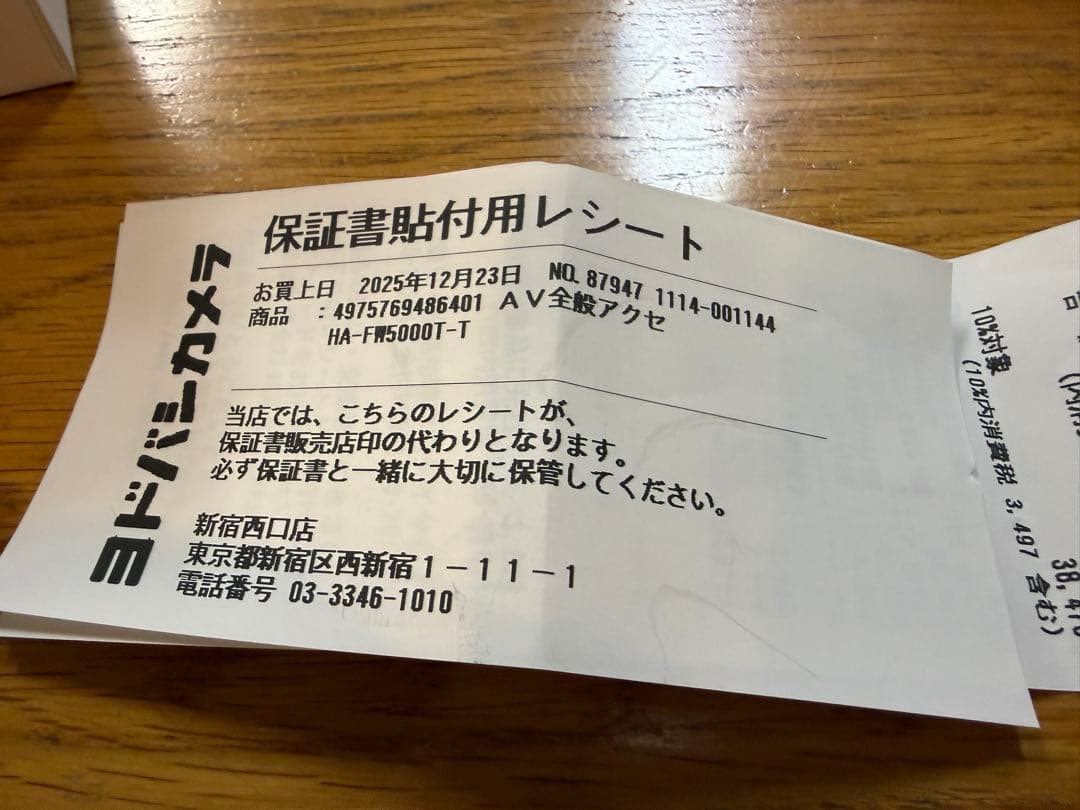 ヨドバシカメラ
保証書貼付用レシート
お買上日 2025年12月23日 NO. 87947 1114-001144
商品 :4975769486401 AV全般アクセ
HA-FW5000T-T
当店では、こちらのレシートが、
保証書販売店印の代わりとなります。
必ず保証書と一緒に大切に保管してください。
新宿西口店
東京都新宿区西新宿1-11-1
電話番号 03-3346-1010
10%対象
(10%内消費税 3,497 含む)